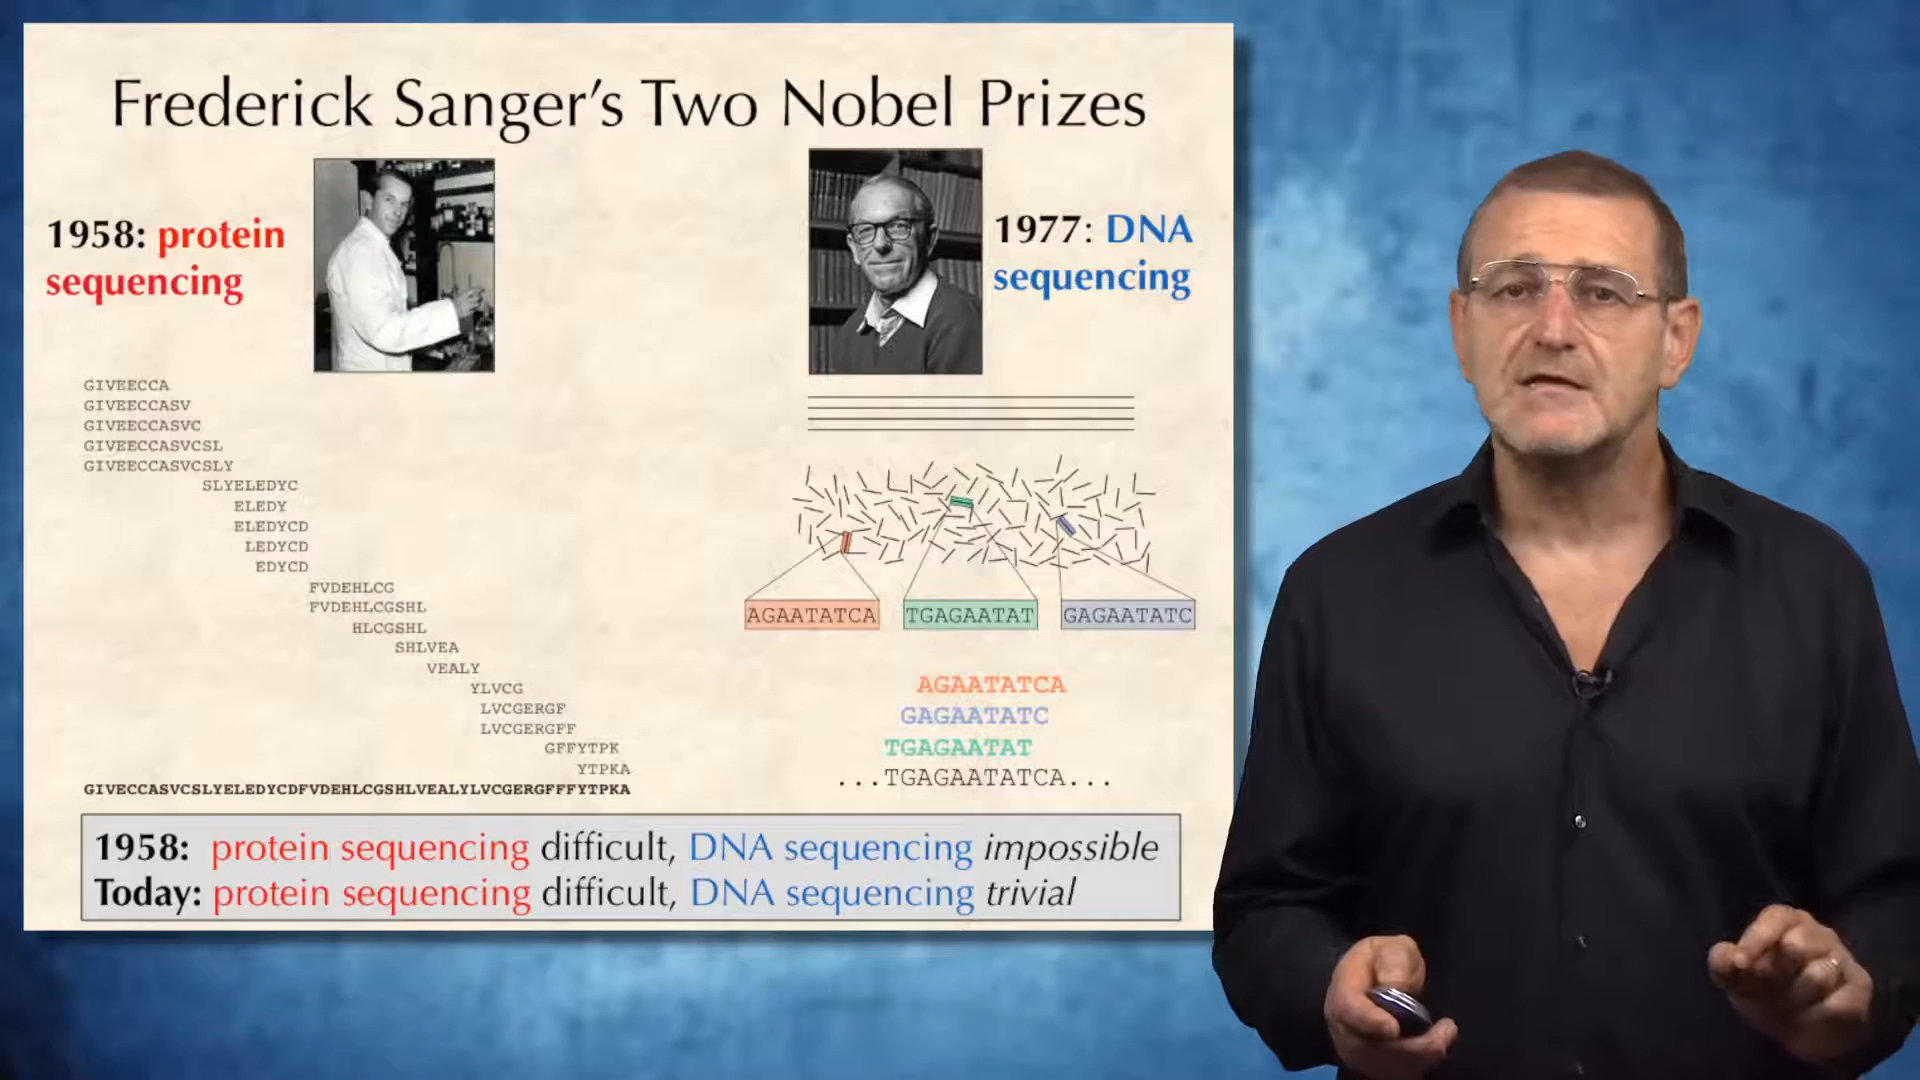 Frederick Sanger’s Two Nobel Prizes
1958: protein
sequencing
1977: DNA
sequencing
GIVEECCA
GIVEECCASV
GIVEECCASVC
GIVEECCASVCSL
GIVEECCASVCSLY
SLYELEDYC
ELEDY
ELEDYCD
LEDYCD
EDYCD
FVDEHLCG
FVDEHLCGSHL
HLCGSHL
SHLVEA
VEALY
YLVCG
LVCGERGF
LVCGERGFF
GFFYTPK
YTPKA
GIVECCASVCSLYELEDYCDFVDEHLCGSHLVEALYLVCGERGFFFYTPKA
AGAATATCA TGAGAATAT GAGAATATC
AGAATATCA
GAGAATATC
TGAGAATAT
...TGAGAATATCA...
1958: protein sequencing difficult, DNA sequencing impossible
Today: protein sequencing difficult, DNA sequencing trivial